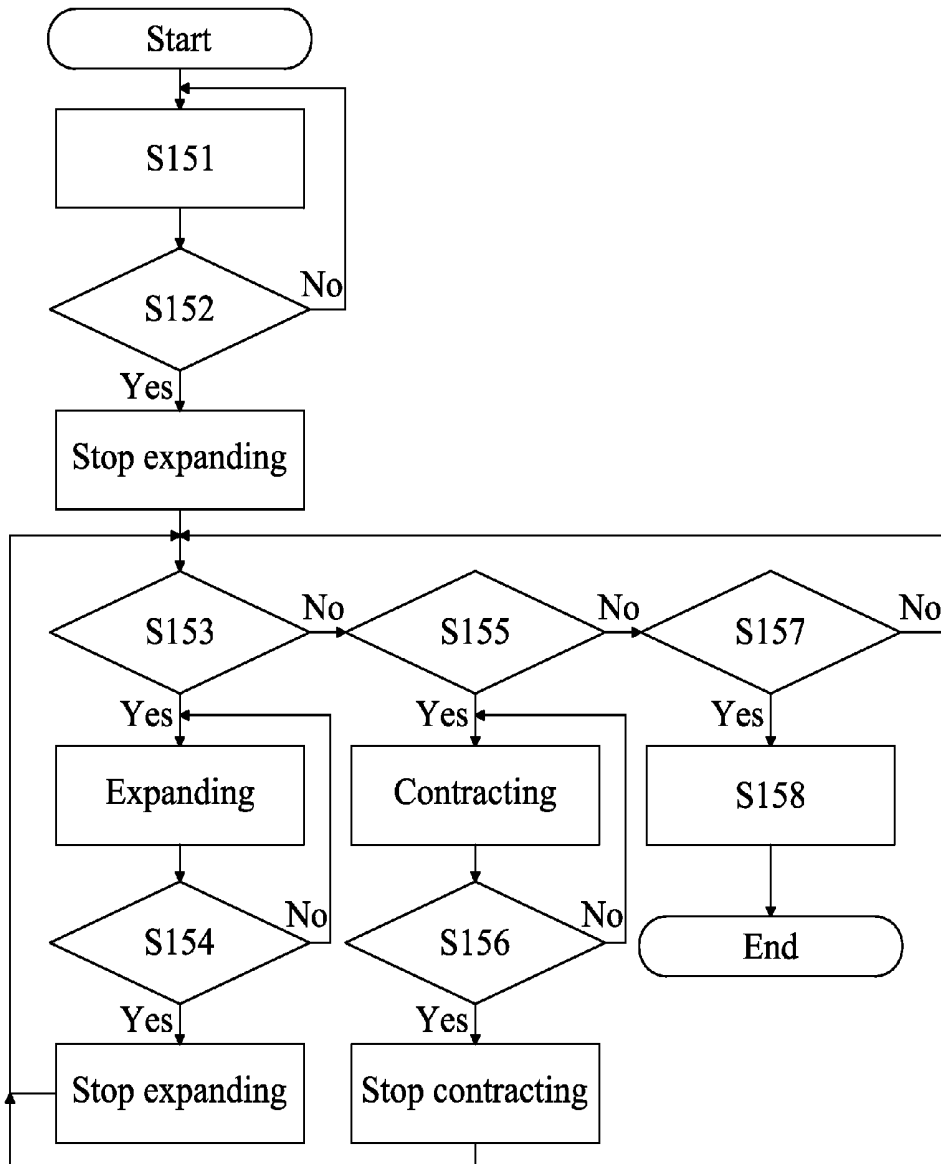 Start
S151
S152
No
Yes
Stop expanding
S153
No
S155
No
S157
No
Yes
Yes
Yes
Expanding
Contracting
S158
S154
No
S156
No
End
Yes
Yes
Stop expanding
Stop contracting